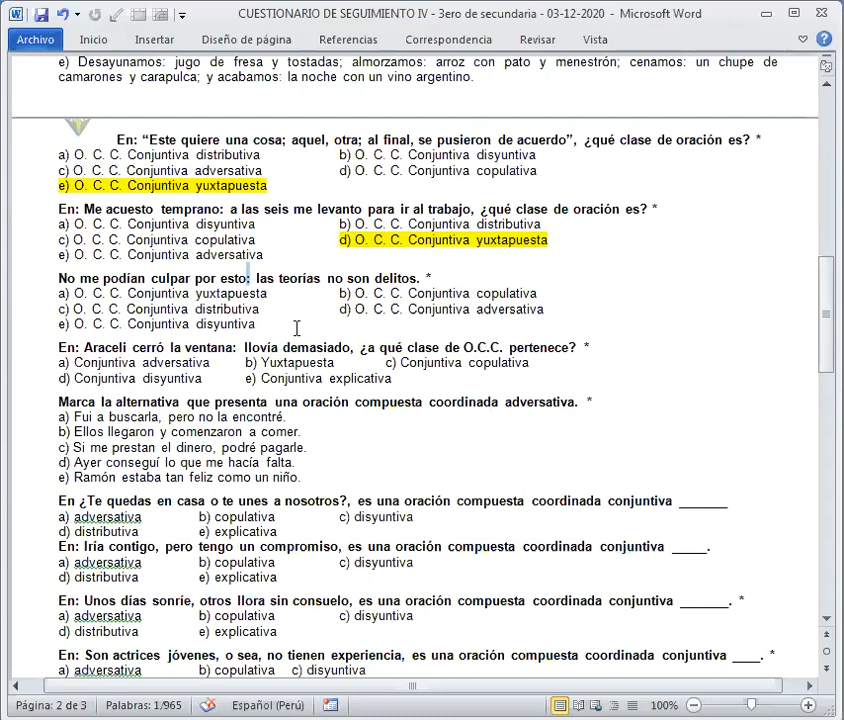 CUESTIONARIO DE SEGUIMIENTO IV - 3ero de secundaria - 03-12-2020 - Microsoft Word
Archivo Inicio Insertar Diseño de página Referencias Correspondencia Revisar Vista
e) Desayunamos: jugo de fresa y tostadas; almorzamos: arroz con pato y menestrón; cenamos: un chupe de
camarones y carapulca; y acabamos: la noche con un vino argentino.
En: “Este quiere una cosa; aquel, otra; al final, se pusieron de acuerdo”, ¿qué clase de oración es? *
a) O. C. C. Conjuntiva distributiva b) O. C. C. Conjuntiva disyuntiva
c) O. C. C. Conjuntiva adversativa d) O. C. C. Conjuntiva copulativa
e) O. C. C. Conjuntiva yuxtapuesta
En: Me acuesto temprano: a las seis me levanto para ir al trabajo, ¿qué clase de oración es? *
a) O. C. C. Conjuntiva disyuntiva b) O. C. C. Conjuntiva distributiva
c) O. C. C. Conjuntiva copulativa d) O. C. C. Conjuntiva yuxtapuesta
e) O. C. C. Conjuntiva adversativa
No me podían culpar por esto: las teorías no son delitos. *
a) O. C. C. Conjuntiva yuxtapuesta b) O. C. C. Conjuntiva copulativa
c) O. C. C. Conjuntiva distributiva d) O. C. C. Conjuntiva adversativa
e) O. C. C. Conjuntiva disyuntiva
En: Araceli cerró la ventana: llovía demasiado, ¿a qué clase de O.C.C. pertenece? *
a) Conjuntiva adversativa b) Yuxtapuesta c) Conjuntiva copulativa
d) Conjuntiva disyuntiva e) Conjuntiva explicativa
Marca la alternativa que presenta una oración compuesta coordinada adversativa. *
a) Fui a buscarla, pero no la encontré.
b) Ellos llegaron y comenzaron a comer.
c) Si me prestan el dinero, podré pagarle.
d) Ayer conseguí lo que me hacía falta.
e) Ramón estaba tan feliz como un niño.
En ¿Te quedas en casa o te unes a nosotros?, es una oración compuesta coordinada conjuntiva _______
a) adversativa b) copulativa c) disyuntiva
d) distributiva e) explicativa
En: Iría contigo, pero tengo un compromiso, es una oración compuesta coordinada conjuntiva _____.
a) adversativa b) copulativa c) disyuntiva
d) distributiva e) explicativa
En: Unos días sonríe, otros llora sin consuelo, es una oración compuesta coordinada conjuntiva _______. *
a) adversativa b) copulativa c) disyuntiva
d) distributiva e) explicativa
En: Son actrices jóvenes, o sea, no tienen experiencia, es una oración compuesta coordinada conjuntiva ____. *
a) adversativa b) copulativa c) disyuntiva
Página: 2 de 3 Palabras: 1/965 Español (Perú) 100%